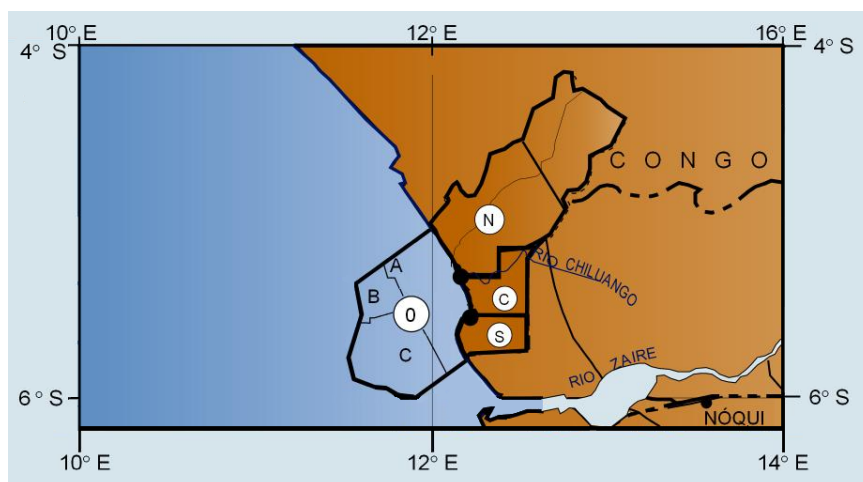 10° E 12° E 16° E
4° S 4° S
C O N G O
N
RIO CHILUANGO
A
B
0
C
C
S
RIO ZAIRE
6° S 6° S
NÓQUI
10° E 12° E 14° E